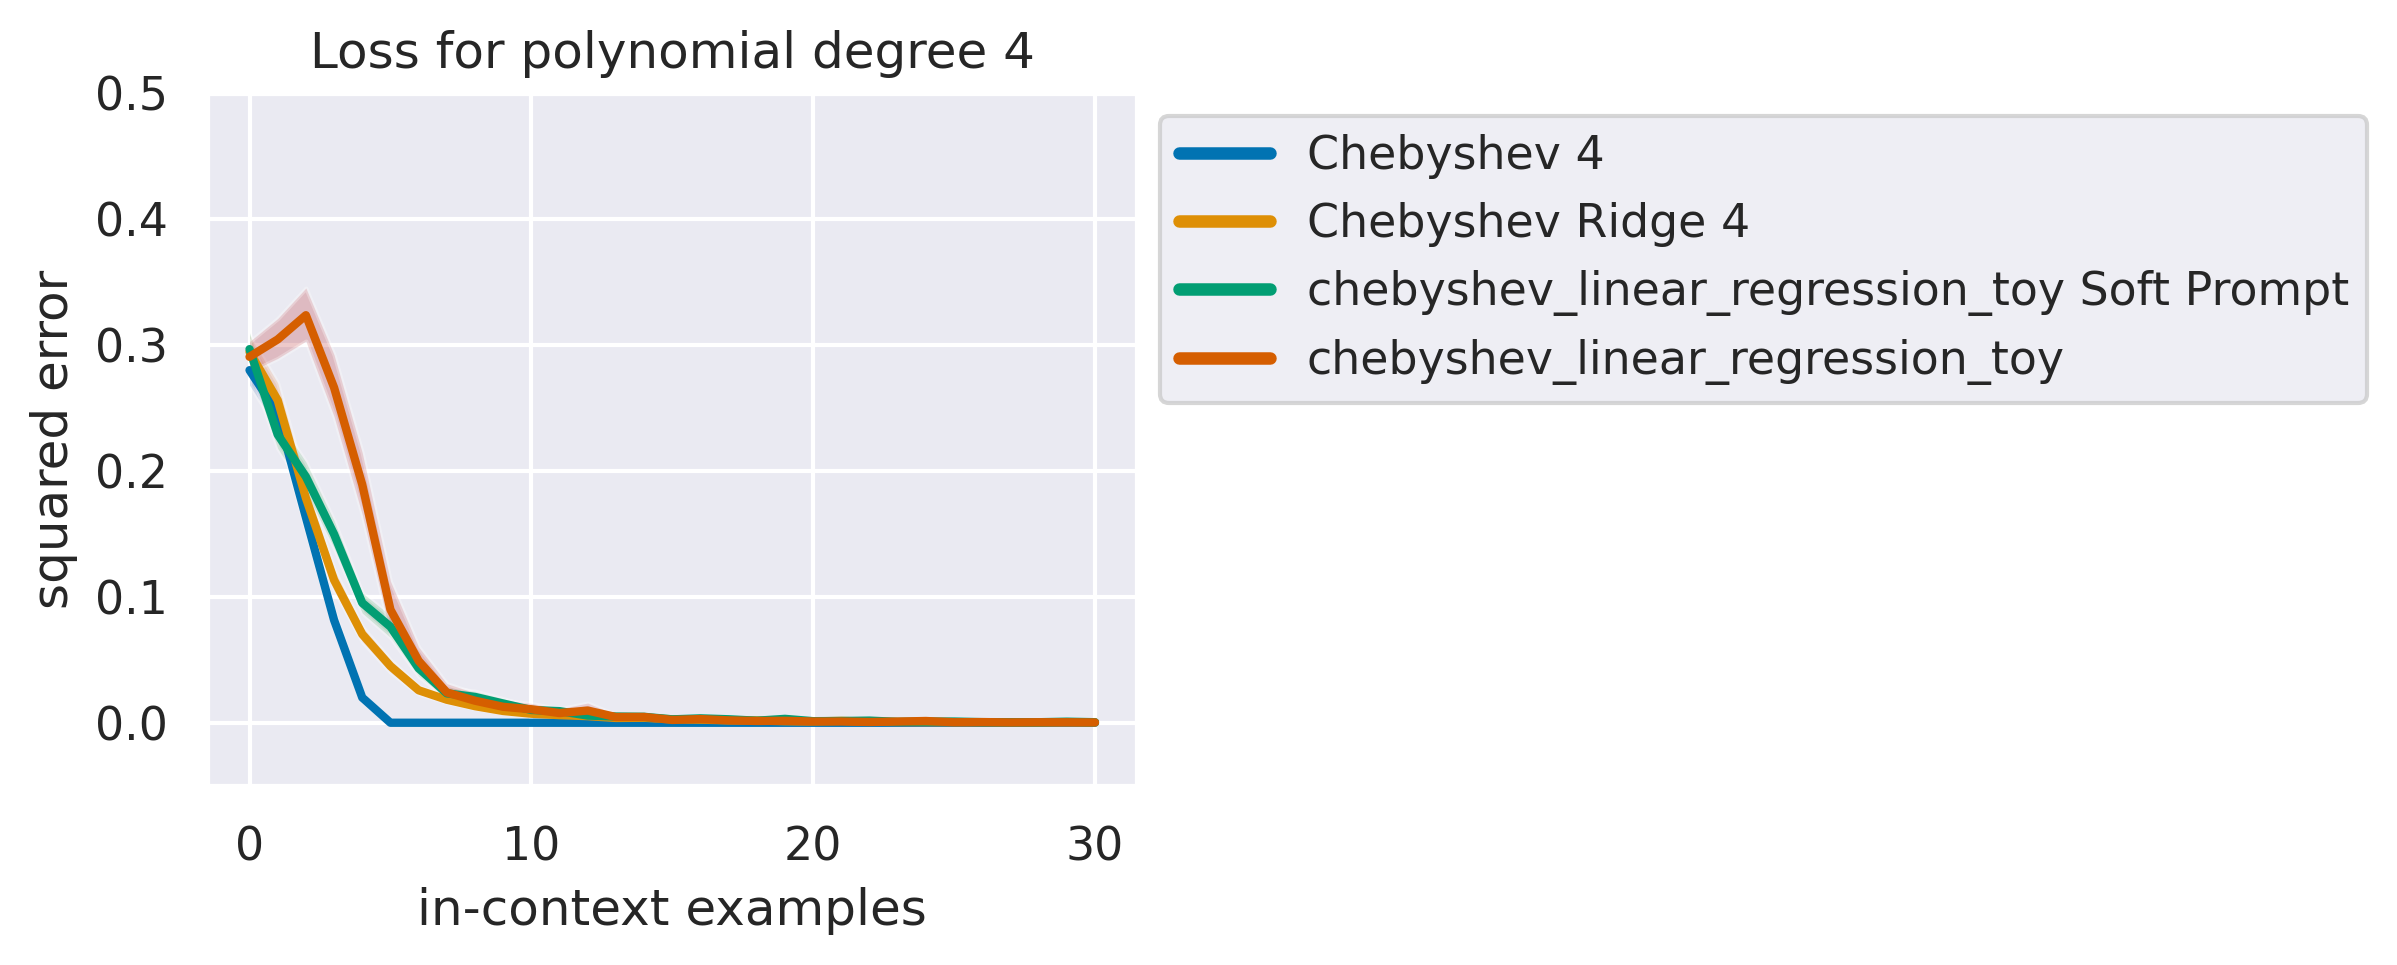 Loss for polynomial degree 4
0.5
0.4
0.3
0.2
0.1
0.0
squared error
0 10 20 30
in-context examples
Chebyshev 4
Chebyshev Ridge 4
chebyshev_linear_regression_toy Soft Prompt
chebyshev_linear_regression_toy